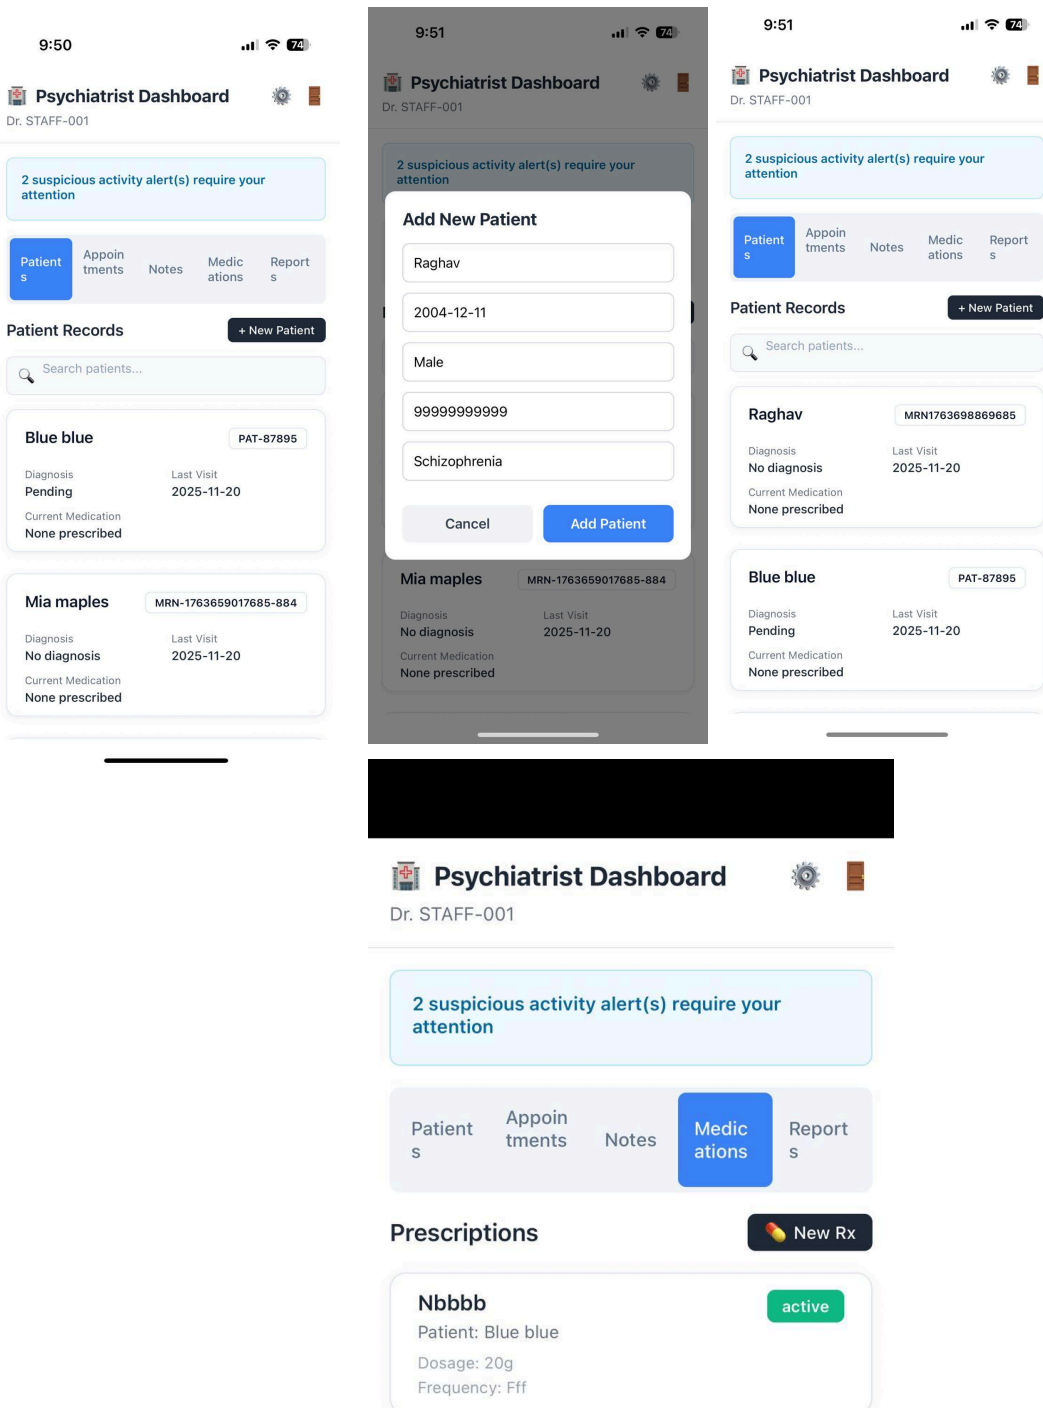 9:50
74
Psychiatrist Dashboard
Dr. STAFF-001
2 suspicious activity alert(s) require your
attention
Patient
s
Appoin
tments
Notes
Medic
ations
Report
s
Patient Records
+ New Patient
Search patients...
Blue blue
PAT-87895
Diagnosis
Last Visit
Pending
2025-11-20
Current Medication
None prescribed
Mia maples
MRN-1763659017685-884
Diagnosis
Last Visit
No diagnosis
2025-11-20
Current Medication
None prescribed
9:51
74
Psychiatrist Dashboard
Dr. STAFF-001
2 suspicious activity alert(s) require your
attention
Add New Patient
Raghav
2004-12-11
Male
99999999999
Schizophrenia
Cancel
Add Patient
Mia maples
MRN-1763659017685-884
Diagnosis
Last Visit
No diagnosis
2025-11-20
Current Medication
None prescribed
9:51
74
Psychiatrist Dashboard
Dr. STAFF-001
2 suspicious activity alert(s) require your
attention
Patient
s
Appoin
tments
Notes
Medic
ations
Report
s
Patient Records
+ New Patient
Search patients...
Raghav
MRN1763698869685
Diagnosis
Last Visit
No diagnosis
2025-11-20
Current Medication
None prescribed
Blue blue
PAT-87895
Diagnosis
Last Visit
Pending
2025-11-20
Current Medication
None prescribed
Psychiatrist Dashboard
Dr. STAFF-001
2 suspicious activity alert(s) require your
attention
Patient
s
Appoin
tments
Notes
Medic
ations
Report
s
Prescriptions
New Rx
Nbbbb
active
Patient: Blue blue
Dosage: 20g
Frequency: Fff